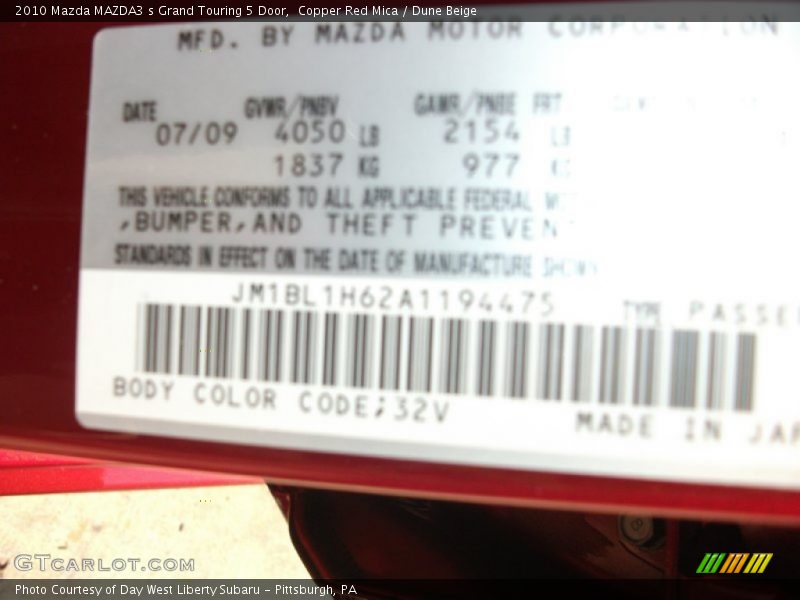 2010 Mazda MAZDA3 s Grand Touring 5 Door, Copper Red Mica / Dune Beige
MFD. BY MAZDA MOTOR CORPORATION
DATE GVWR/PNBV GAWR/PNBE FRT
07/09 4050 LB 2154 LB
1837 KG 977 KG
THIS VEHICLE CONFORMS TO ALL APPLICABLE FEDERAL
,BUMPER,AND THEFT PREVEN
STANDARDS IN EFFECT ON THE DATE OF MANUFACTURE SHOWN
JM1BL1H62A1194475 TYPE PASSE
BODY COLOR CODE;32V MADE IN JAP
GTCARLOT.COM
Photo Courtesy of Day West Liberty Subaru - Pittsburgh, PA